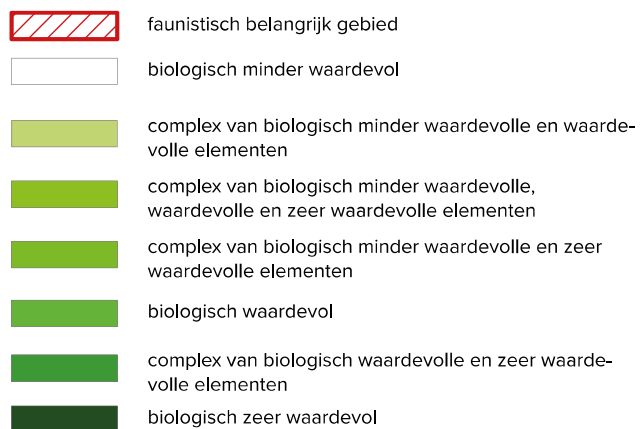 faunistisch belangrijk gebied
biologisch minder waardevol
complex van biologisch minder waardevolle en waarde-
volle elementen
complex van biologisch minder waardevolle,
waardevolle en zeer waardevolle elementen
complex van biologisch minder waardevolle en zeer
waardevolle elementen
biologisch waardevol
complex van biologisch waardevolle en zeer waarde-
volle elementen
biologisch zeer waardevol